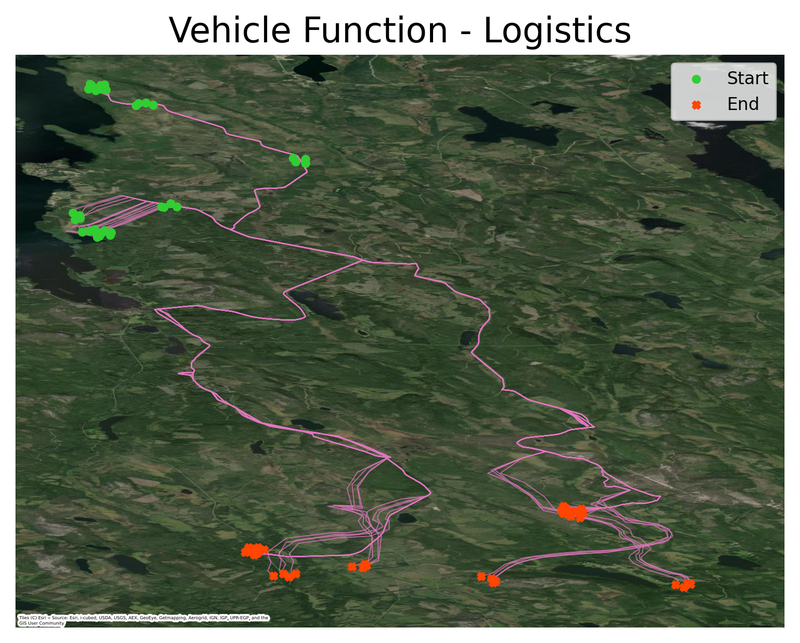 Vehicle Function - Logistics
Start
End
Tiles (C) Esri -- Source: Esri, i-cubed, USDA, USGS, AEX, GeoEye, Getmapping, Aerogrid, IGN, IGP, UPR-EGP, and the
GIS User Community